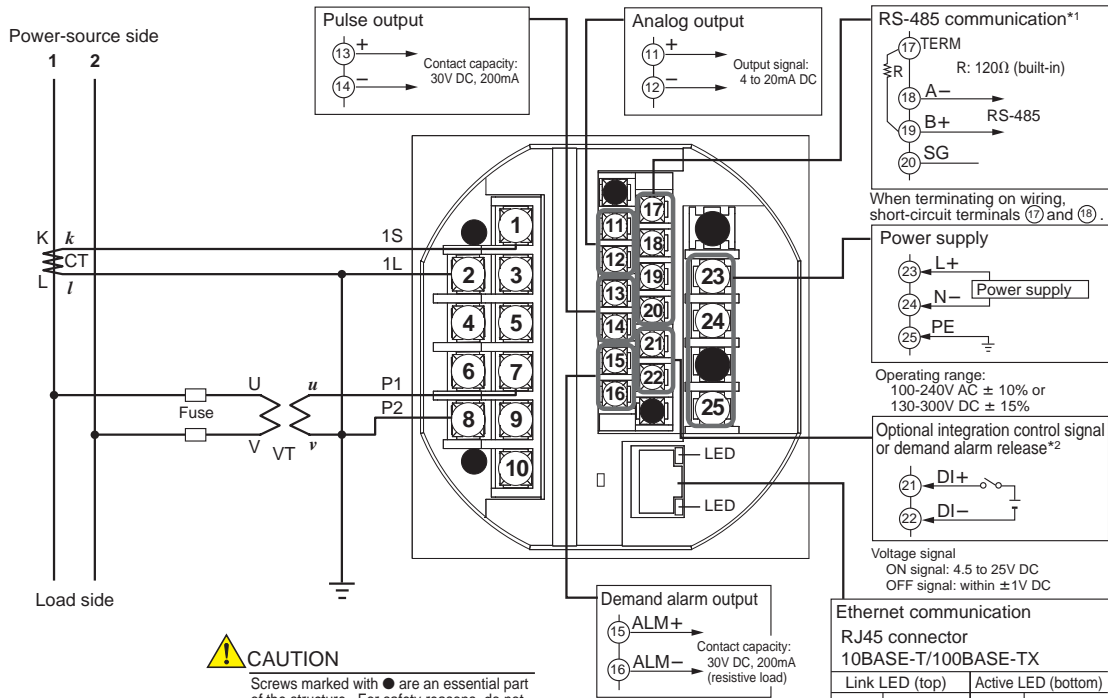 Power-source side
1 2
K k
CT
L l
1S
1L
U u
Fuse
V VT v
P1
P2
Load side
Pulse output
13 +
14 −
Contact capacity:
30V DC, 200mA
Analog output
11 +
12 −
Output signal:
4 to 20mA DC
RS-485 communication*1
17 TERM
R R: 120Ω (built-in)
18 A−
RS-485
19 B+
20 SG
When terminating on wiring,
short-circuit terminals 17 and 18 .
Power supply
23 L+
Power supply
24 N−
25 PE
Operating range:
100-240V AC ± 10% or
130-300V DC ± 15%
Optional integration control signal
or demand alarm release*2
21 DI+
22 DI−
Voltage signal
ON signal: 4.5 to 25V DC
OFF signal: within ±1V DC
1
2 3
4 5
6 7
8 9
10
11
12
13
14
15
16
17
18
19
20
21
22
23
24
25
LED
LED
Demand alarm output
15 ALM+
16 ALM−
Contact capacity:
30V DC, 200mA
(resistive load)
Ethernet communication
RJ45 connector
10BASE-T/100BASE-TX
Link LED (top) Active LED (bottom)
! CAUTION
Screws marked with ● are an essential part
of the structure. For safety reasons, do not